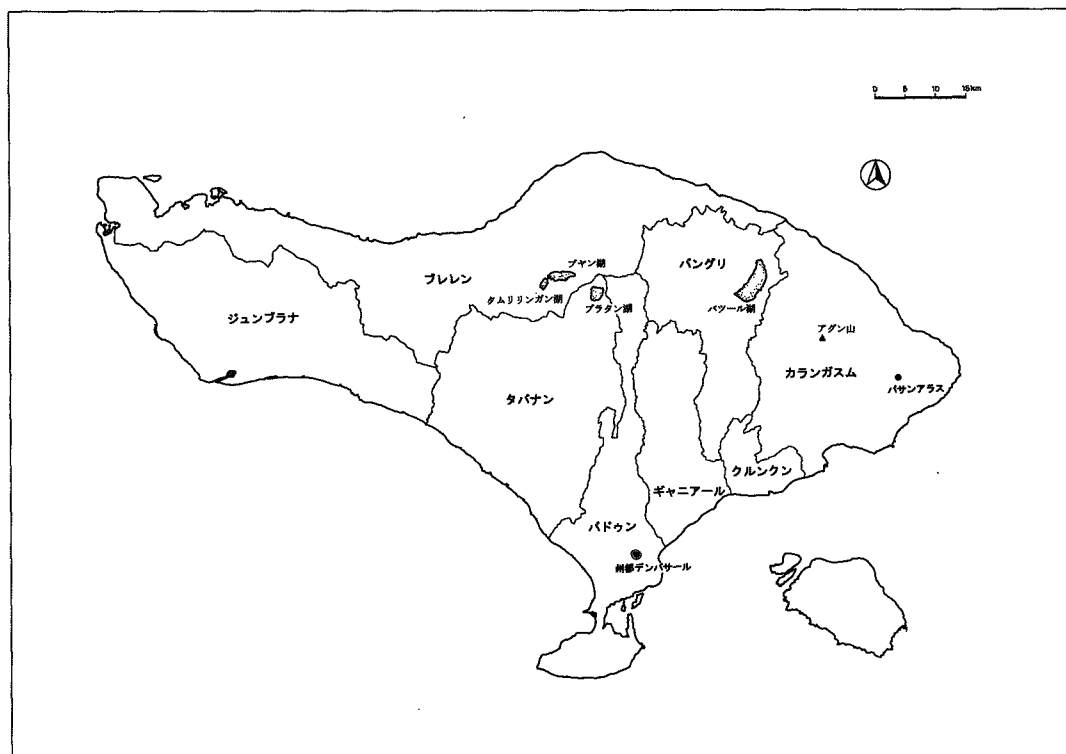 0 5 10 15km
ブヤン湖
ブレレン
バングリ
タムリリンガン湖
ブラタン湖
バツール湖
ジュンブラナ
アグン山
カランガスム
バサンアラス
タバナン
クルンクン
ギャニアール
バドゥン
州都デンパサール